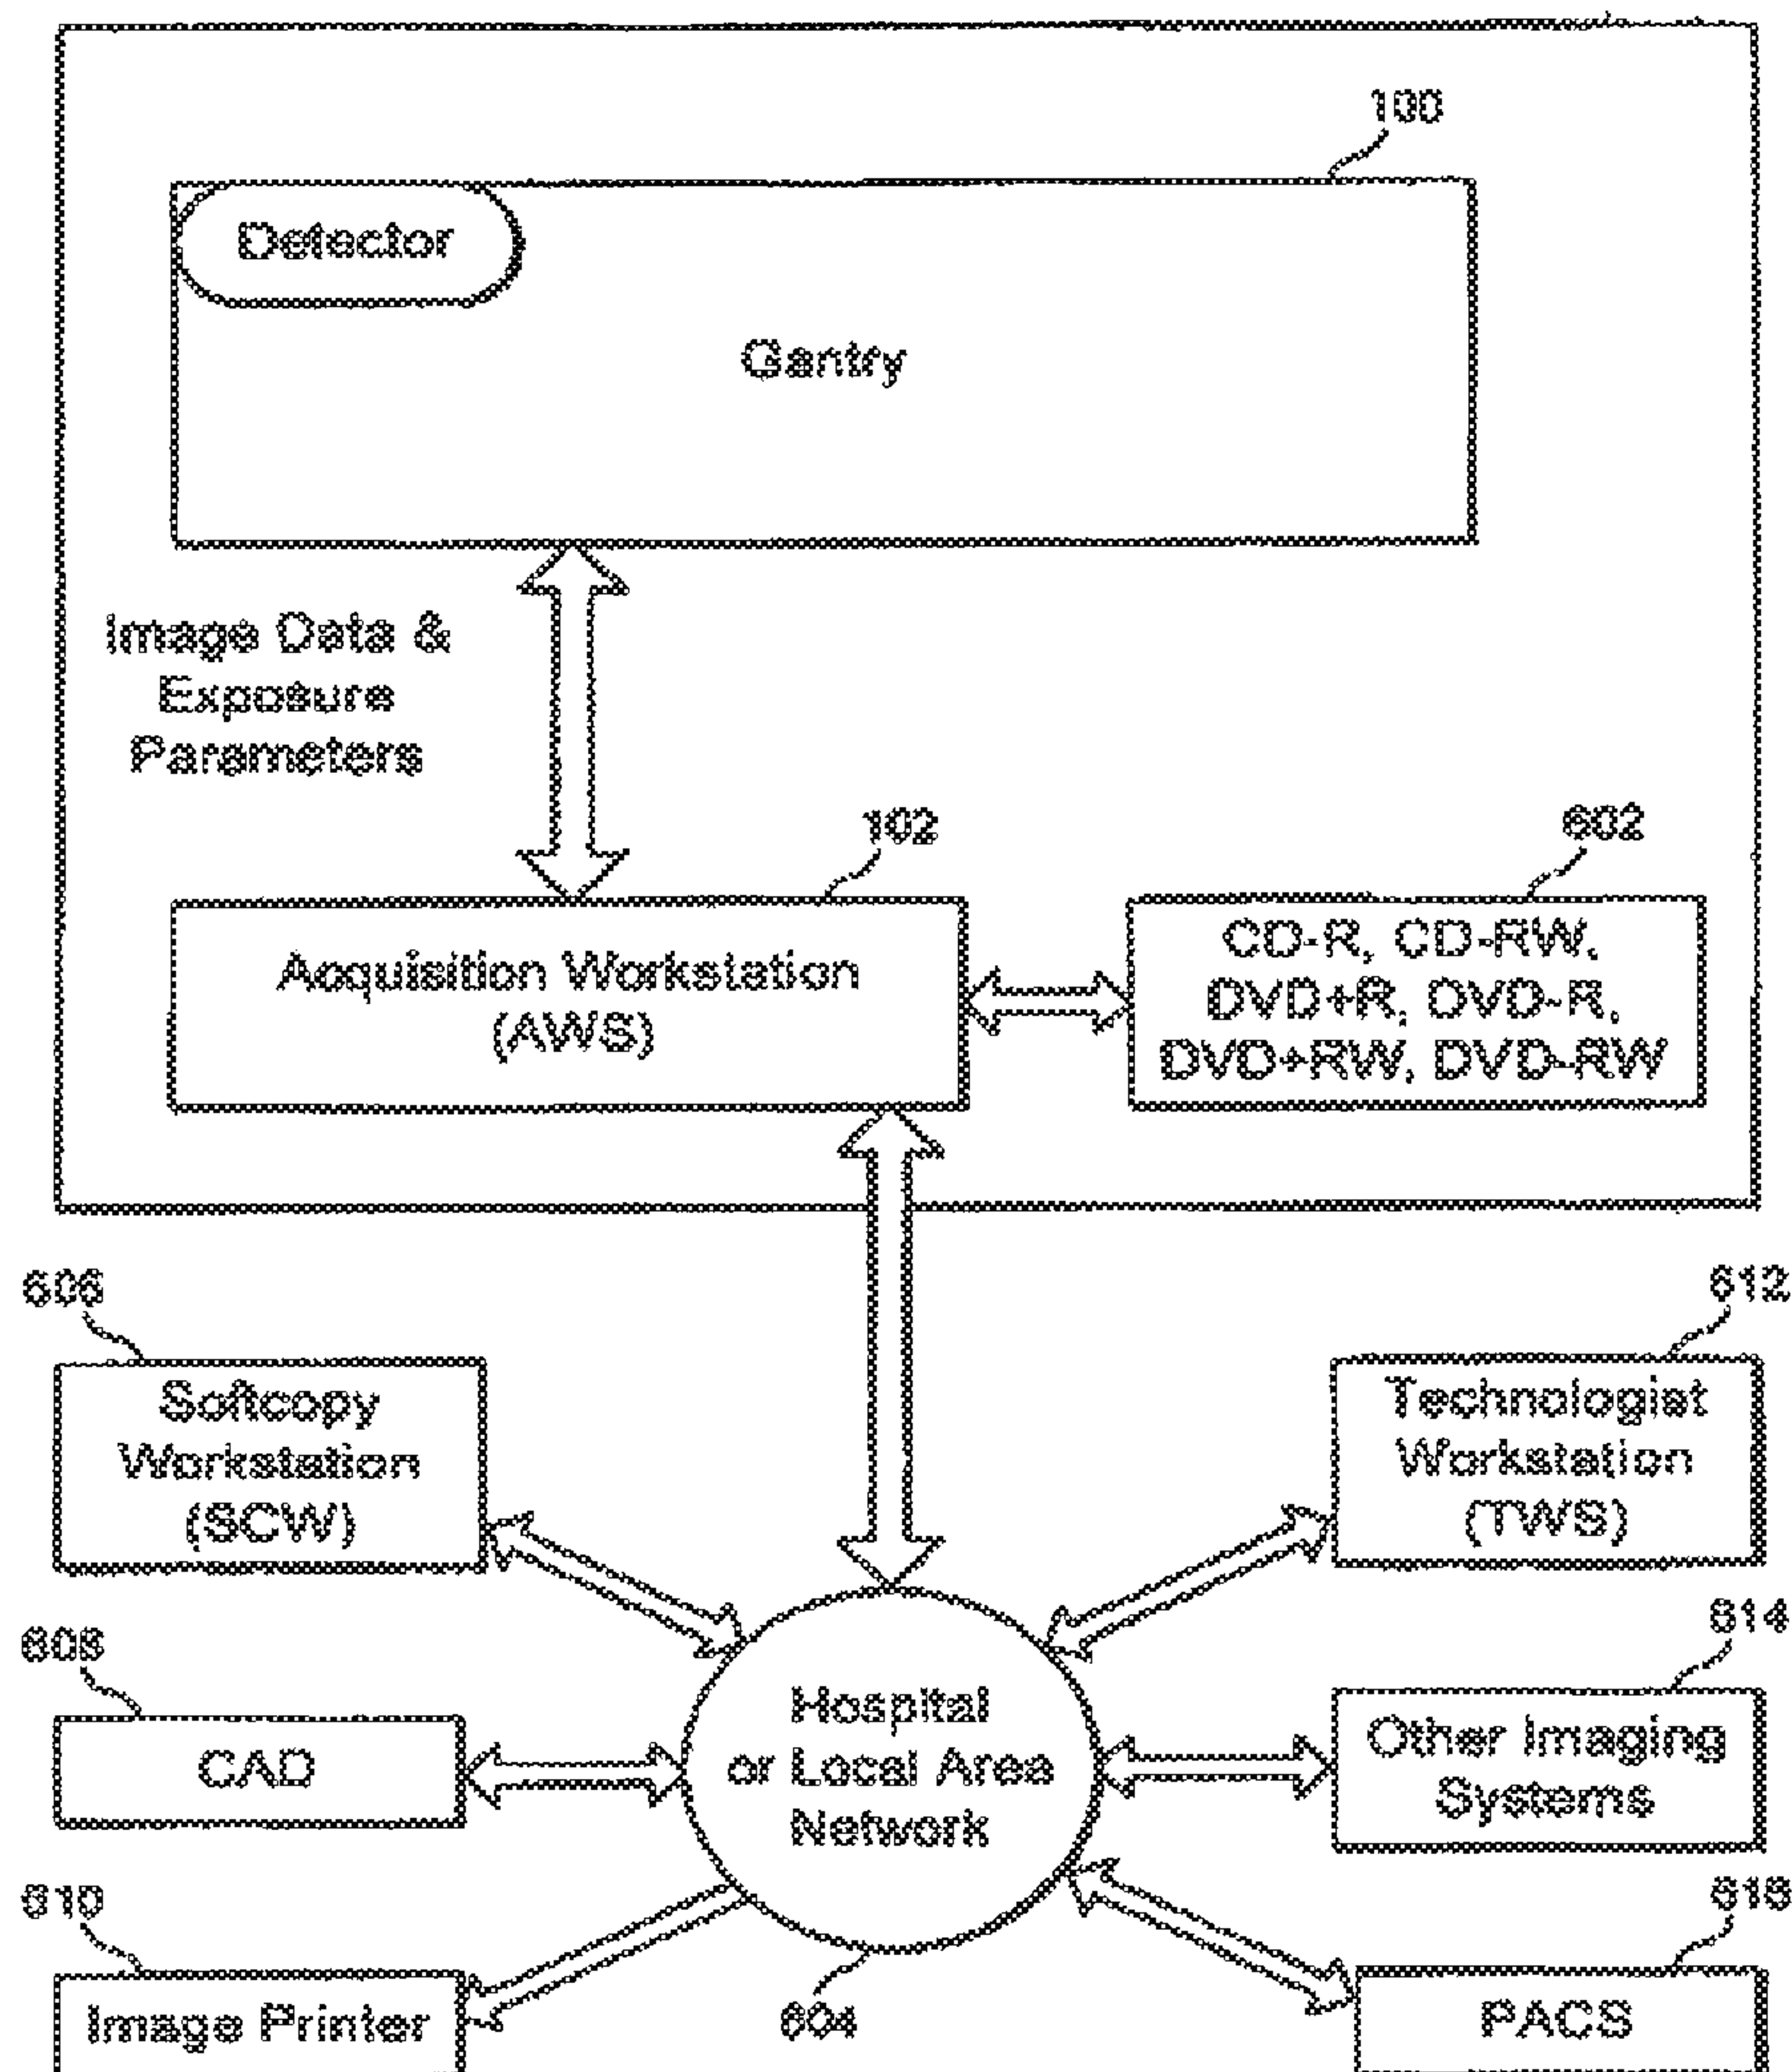 100
Detector
Gantry
Image Data &
Exposure
Parameters
102
602
Acquisition Workstation
(AWS)
CD-R, CD-RW,
DVD+R, DVD-R,
DVD+RW, DVD-RW
606
612
Softcopy
Workstation
(SCW)
Technologist
Workstation
(TWS)
608
614
CAD
Hospital
or Local Area
Network
Other Imaging
Systems
610
Image Printer
604
PACS